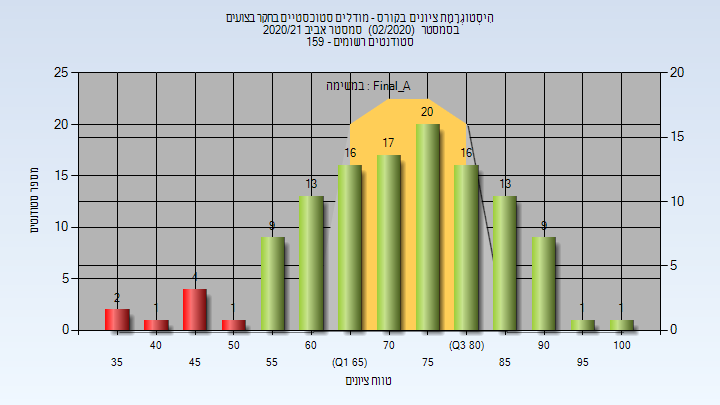 היסטוגרמת ציונים בקורס - מודלים סטוכסטיים בחקר בצועים
בסמסטר (02/2020) סמסטר אביב 2020/21
סטודנטים רשומים - 159
במשימה : Final_A
25 20 15 10 5 0
מספר סטודנטים
20 15 10 5 0
2 1 4 1 9 13 16 17 20 16 13 9 1 1
40 50 60 70 (Q3 80) 90 100
35 45 55 (Q1 65) 75 85 95
טווח ציונים